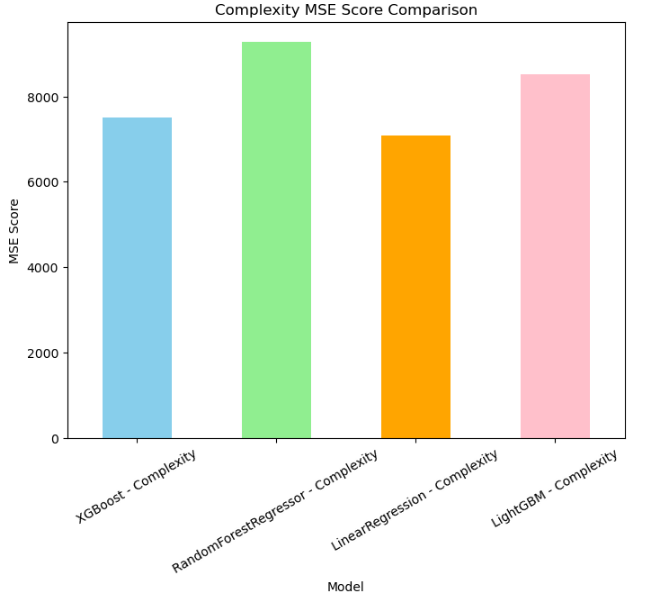 Complexity MSE Score Comparison
MSE Score
8000
6000
4000
2000
0
XGBoost - Complexity
RandomForestRegressor - Complexity
LinearRegression - Complexity
LightGBM - Complexity
Model